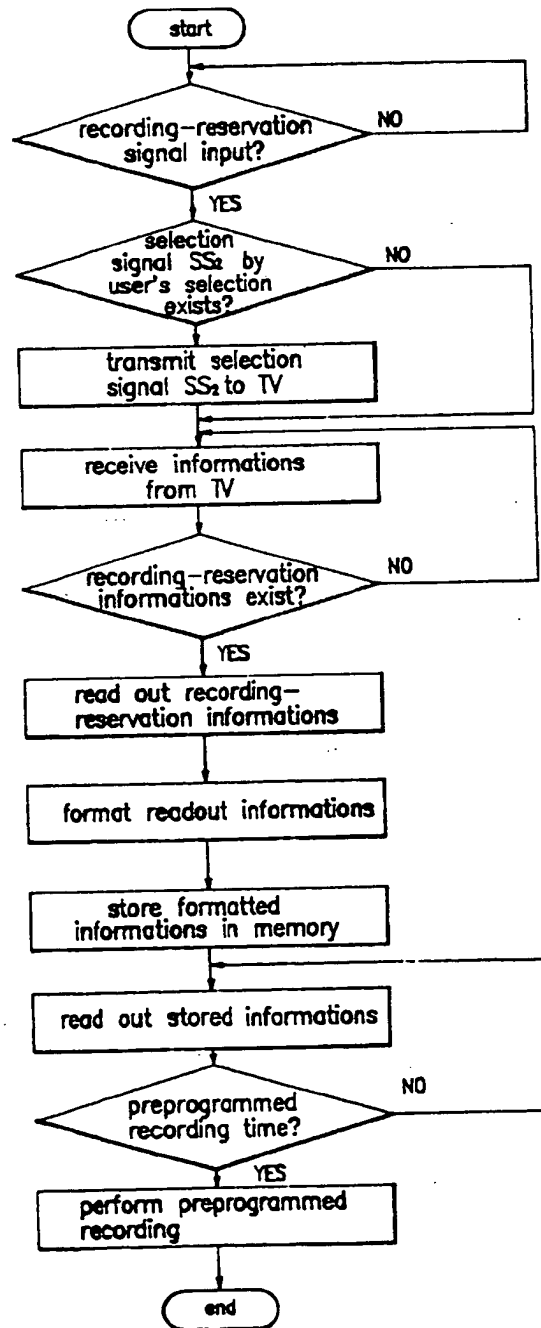 start
recording-reservation
signal input?
NO
YES
selection
signal SS₂ by
user's selection
exists?
NO
transmit selection
signal SS₂ to TV
receive informations
from TV
recording-reservation
informations exist?
NO
YES
read out recording-
reservation informations
format readout informations
store formatted
informations in memory
read out stored informations
preprogrammed
recording time?
NO
YES
perform preprogrammed
recording
end